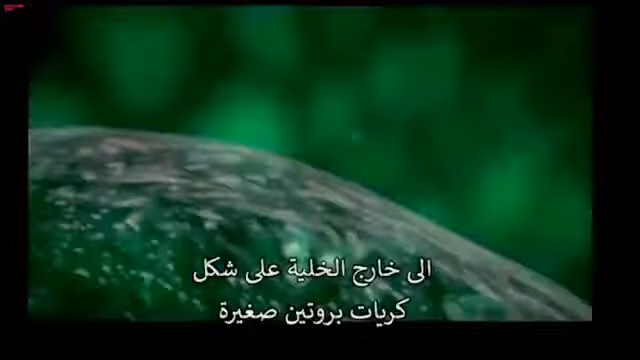 الى خارج الخلية على شكل
كريات بروتين صغيرة